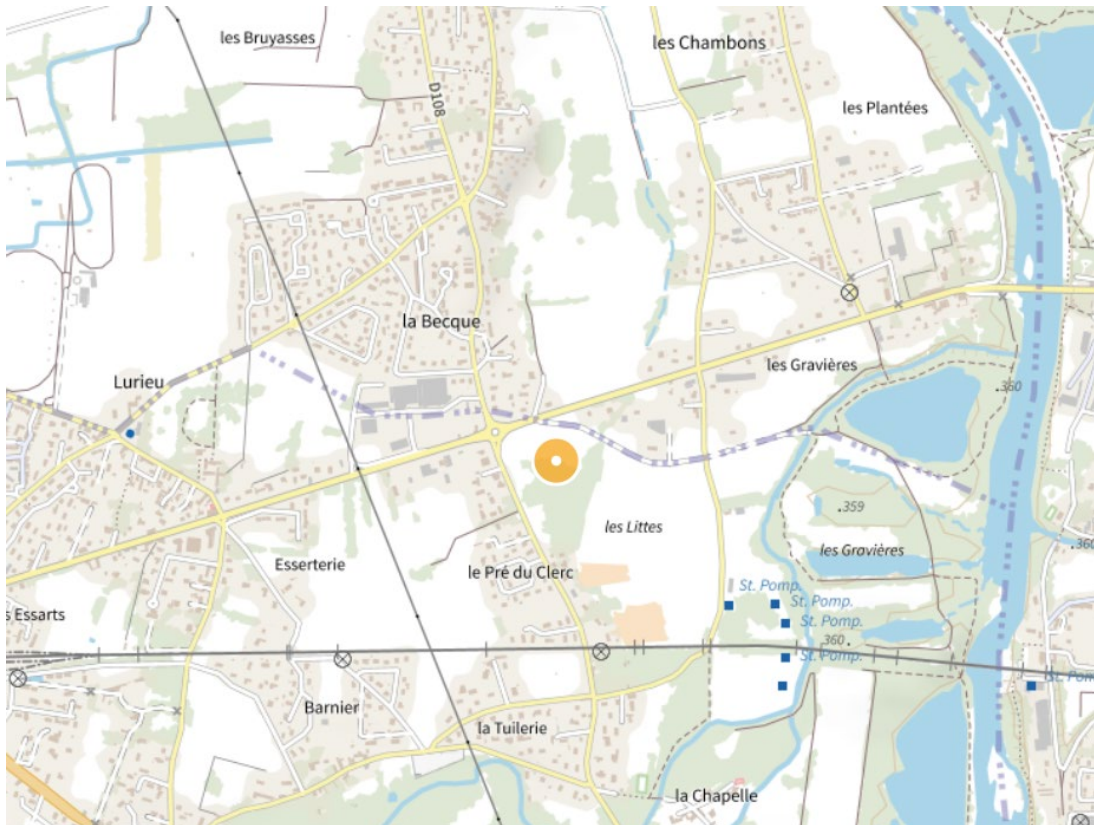 les Bruyasses
les Chambons
D108
les Plantées
la Becque
les Gravières
Lurieu
360
.359
les Littes
les Gravières
Esserterie
le Pré du Clerc
.360
St. Pomp.
St. Pomp.
s Essarts
St. Pomp.
360.
St. Pomp.
St. Pom
Barnier
la Tuilerie
la Chapelle